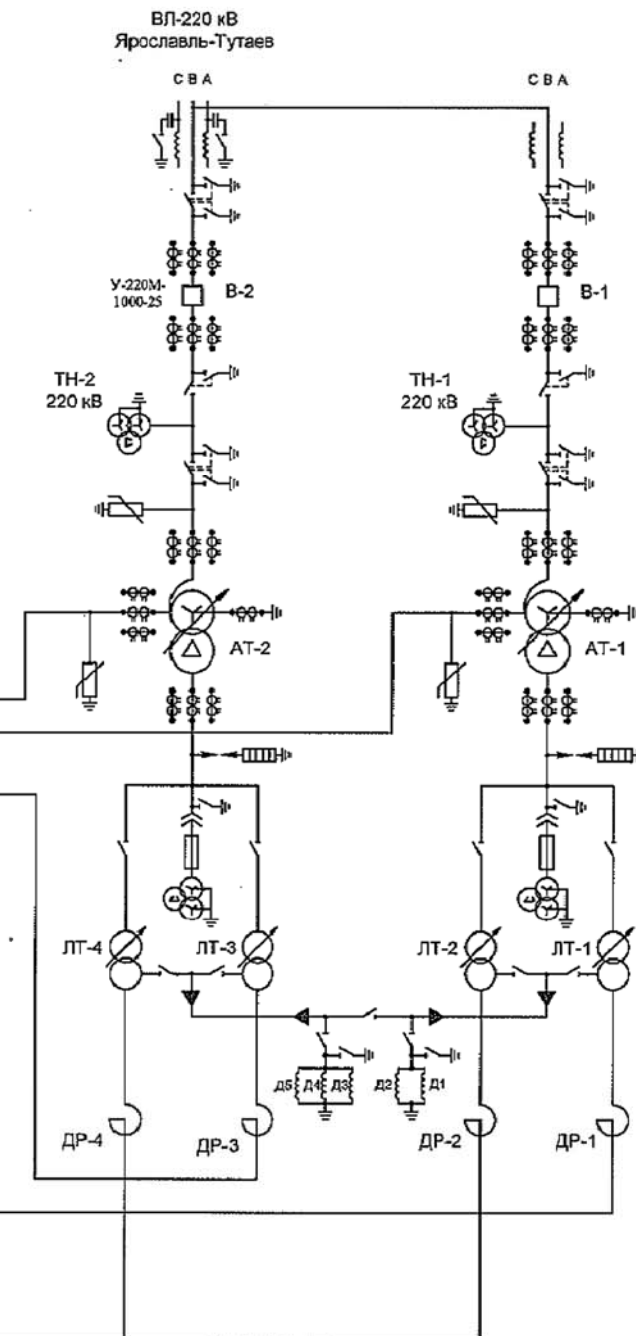 ВЛ-220 кВ
Ярославль-Тутаев
С В А
С В А
У-220М-
1000-25
В-2
В-1
ТН-2
220 кВ
ТН-1
220 кВ
АТ-2
АТ-1
ЛТ-4
ЛТ-3
ЛТ-2
ЛТ-1
Д5 Д4 Д3
Д2 Д1
ДР-4
ДР-3
ДР-2
ДР-1